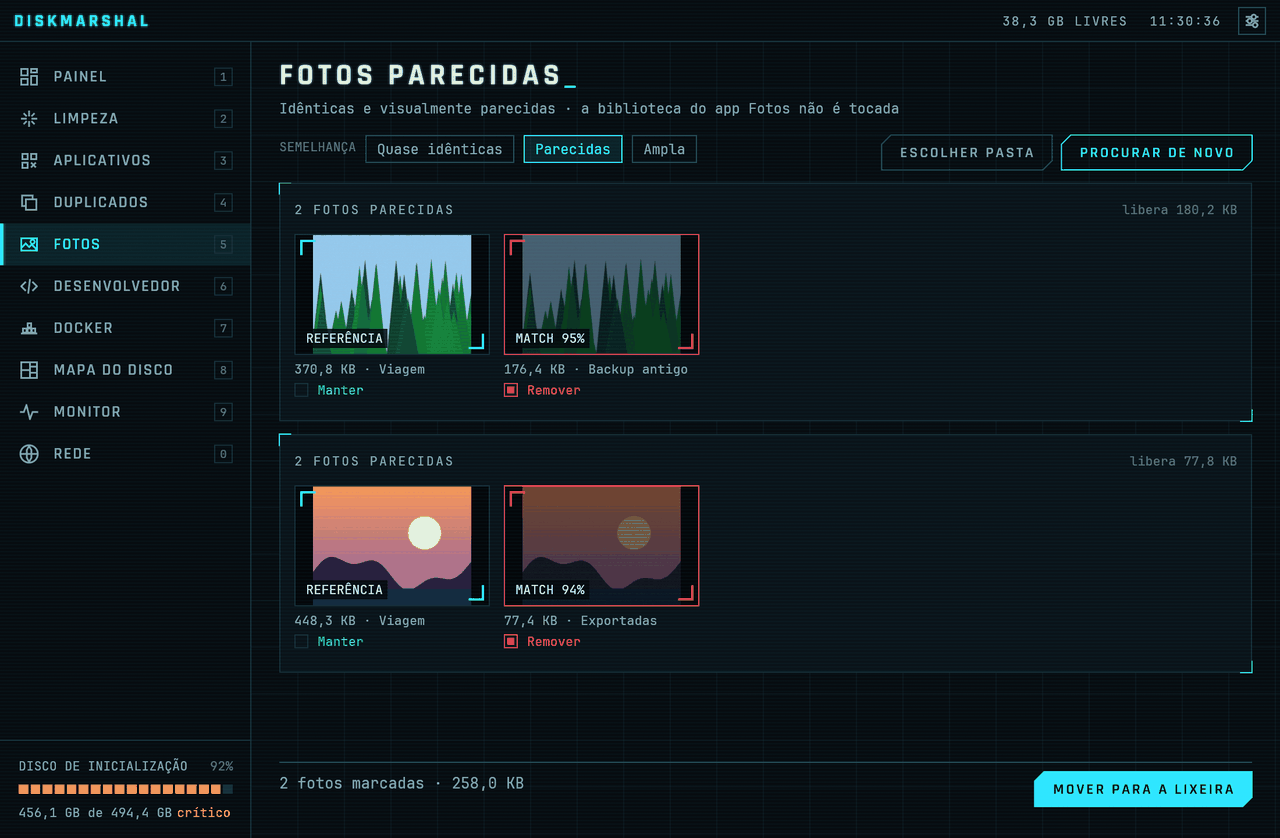 DISKMARSHAL
38,3 GB LIVRES 11:30:36
PAINEL 1
LIMPEZA 2
APLICATIVOS 3
DUPLICADOS 4
FOTOS 5
DESENVOLVEDOR 6
DOCKER 7
MAPA DO DISCO 8
MONITOR 9
REDE 0
DISCO DE INICIALIZAÇÃO 92%
456,1 GB de 494,4 GB crítico
FOTOS PARECIDAS_
Idênticas e visualmente parecidas · a biblioteca do app Fotos não é tocada
SEMELHANÇA Quase idênticas Parecidas Ampla
ESCOLHER PASTA PROCURAR DE NOVO
2 FOTOS PARECIDAS libera 180,2 KB
REFERÊNCIA MATCH 95%
370,8 KB · Viagem 176,4 KB · Backup antigo
Manter Remover
2 FOTOS PARECIDAS libera 77,8 KB
REFERÊNCIA MATCH 94%
448,3 KB · Viagem 77,4 KB · Exportadas
Manter Remover
2 fotos marcadas · 258,0 KB
MOVER PARA A LIXEIRA